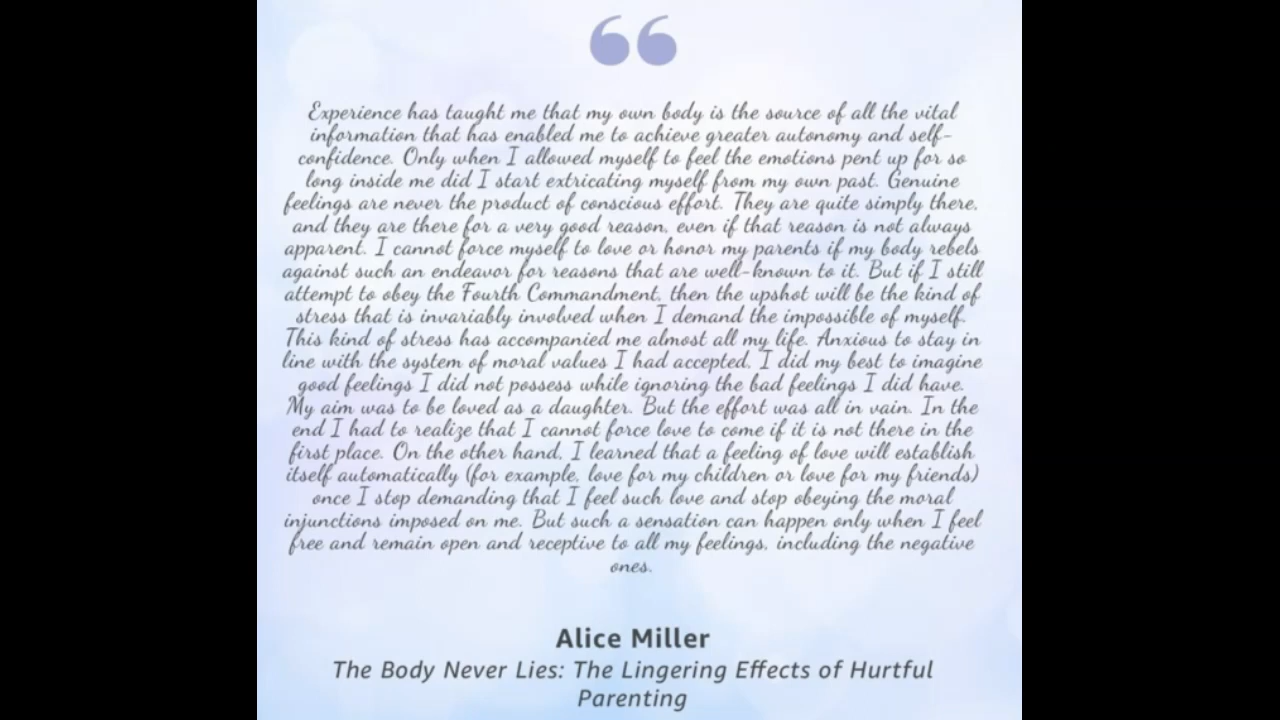 “
Experience has taught me that my own body is the source of all the vital
information that has enabled me to achieve greater autonomy and self-
confidence. Only when I allowed myself to feel the emotions pent up for so
long inside me did I start extricating myself from my own past. Genuine
feelings are never the product of conscious effort. They are quite simply there,
and they are there for a very good reason, even if that reason is not always
apparent. I cannot force myself to love or honor my parents if my body rebels
against such an endeavor for reasons that are well-known to it. But if I still
attempt to obey the Fourth Commandment, then the upshot will be the kind of
stress that is invariably involved when I demand the impossible of myself.
This kind of stress has accompanied me almost all my life. Anxious to stay in
line with the system of moral values I had accepted, I did my best to imagine
good feelings I did not possess while ignoring the bad feelings I did have.
My aim was to be loved as a daughter. But the effort was all in vain. In the
end I had to realize that I cannot force love to come if it is not there in the
first place. On the other hand, I learned that a feeling of love will establish
itself automatically (for example, love for my children or love for my friends)
once I stop demanding that I feel such love and stop obeying the moral
injunctions imposed on me. But such a sensation can happen only when I feel
free and remain open and receptive to all my feelings, including the negative
ones.
Alice Miller
The Body Never Lies: The Lingering Effects of Hurtful
Parenting